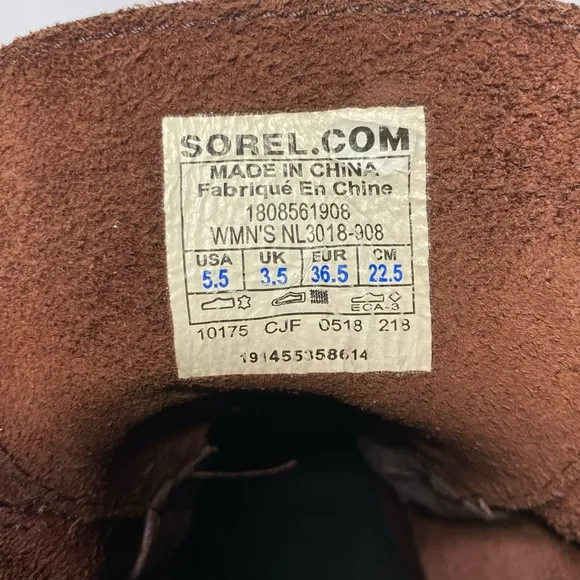 SOREL.COM
MADE IN CHINA
Fabriqué En Chine
1808561908
WMN'S NL3018-908
USA UK EUR CM
5.5 3.5 36.5 22.5
ECA-3
10175 CJF 0518 218
191455358614